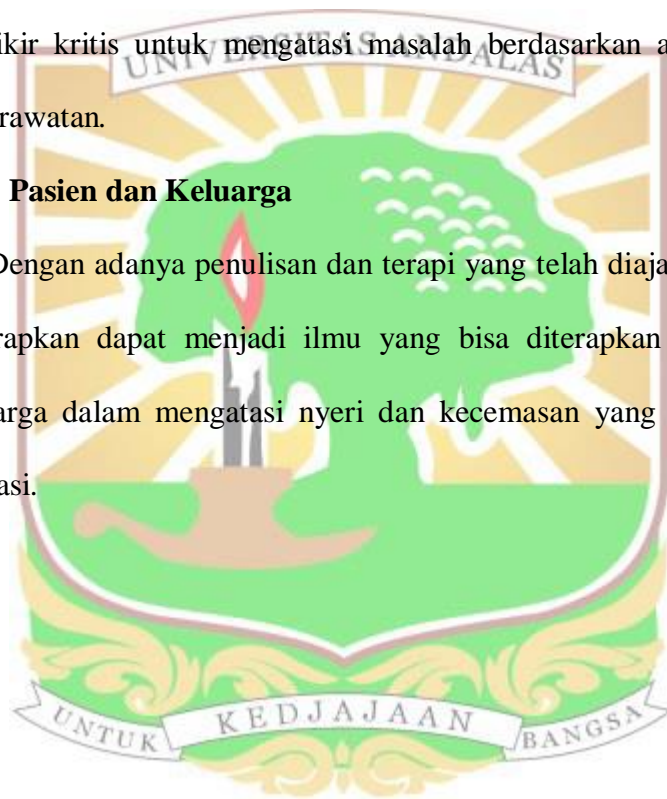 ikir kritis untuk mengatasi masalah berdasarkan a
UNIVERSITAS ANDALAS
rawatan.
Pasien dan Keluarga
Dengan adanya penulisan dan terapi yang telah diaja
rapkan dapat menjadi ilmu yang bisa diterapkan
arga dalam mengatasi nyeri dan kecemasan yang
asi.
UNTUK KEDJAJAAN BANGSA